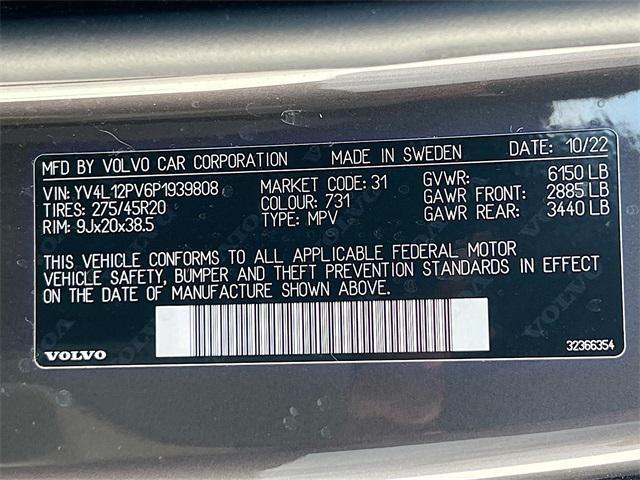 MFD BY VOLVO CAR CORPORATION MADE IN SWEDEN DATE: 10/22
VIN: YV4L12PV6P1939808 MARKET CODE: 31 GVWR: 6150 LB
TIRES: 275/45R20 COLOUR: 731 GAWR FRONT: 2885 LB
RIM: 9Jx20x38.5 TYPE: MPV GAWR REAR: 3440 LB
THIS VEHICLE CONFORMS TO ALL APPLICABLE FEDERAL MOTOR
VEHICLE SAFETY, BUMPER AND THEFT PREVENTION STANDARDS IN EFFECT
ON THE DATE OF MANUFACTURE SHOWN ABOVE.
VOLVO 32366354